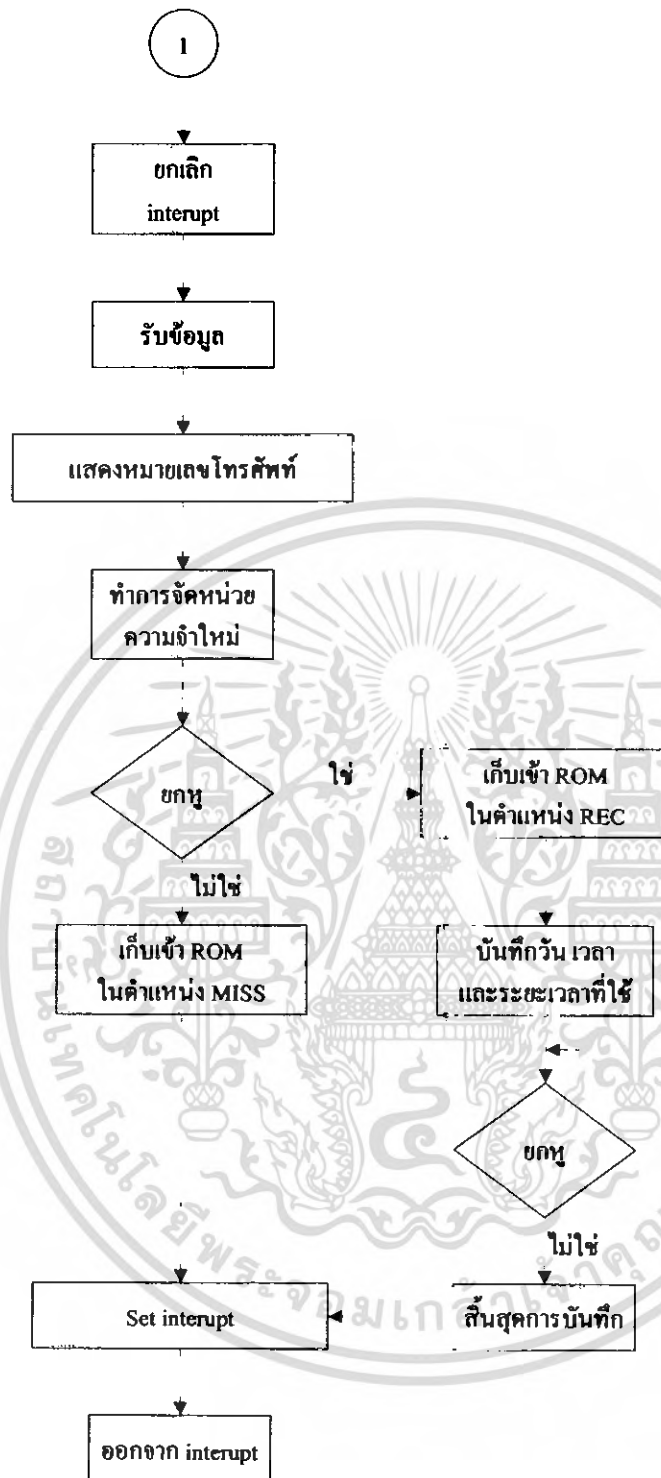 1
ยกเลิก
interupt
รับข้อมูล
แสดงหมายเลขโทรศัพท์
ทำการจัดหน่วย
ความจำใหม่
ยกหู
ใช่
เก็บเข้า ROM
ในตำแหน่ง REC
ไม่ใช่
เก็บเข้า ROM
ในตำแหน่ง MISS
บันทึกวัน เวลา
และระยะเวลาที่ใช้
ยกหู
ไม่ใช่
Set interupt
สิ้นสุดการบันทึก
ออกจาก interupt